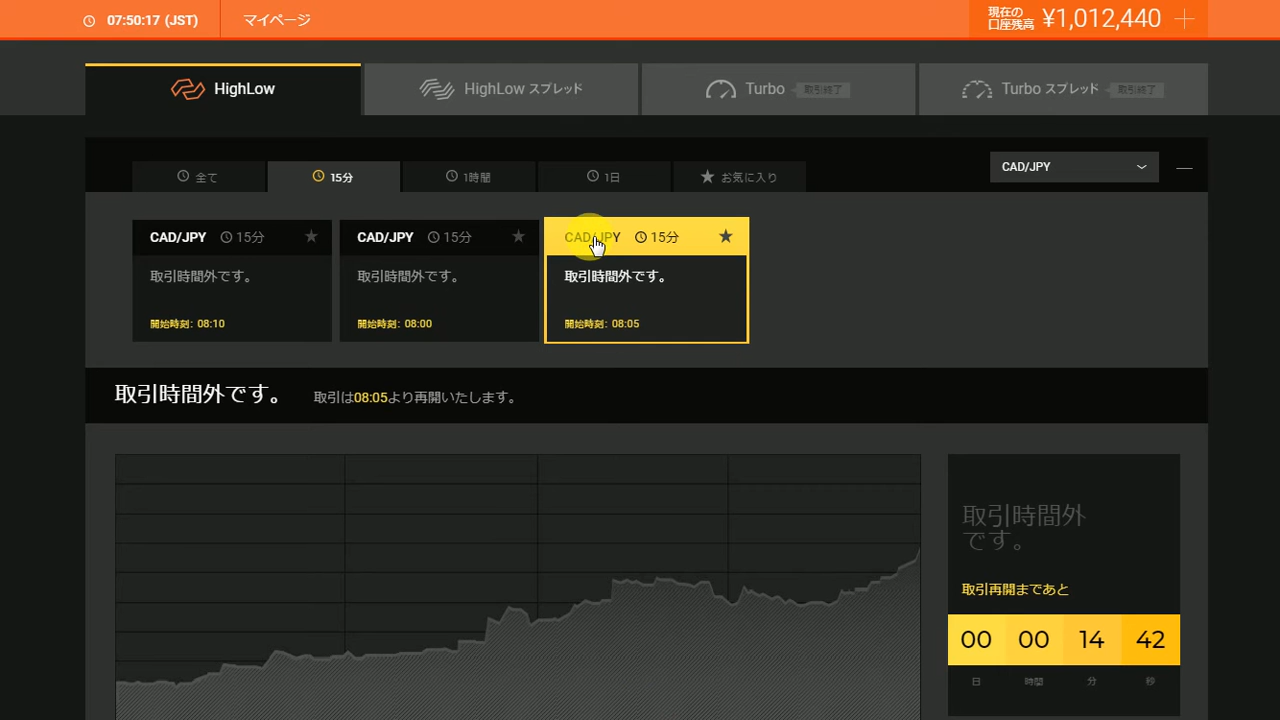 07:50:17 (JST)
マイページ
現在の
口座残高
¥1,012,440
HighLow
HighLow スプレッド
Turbo
取引終了
Turbo スプレッド
取引終了
全て
15分
1時間
1日
お気に入り
CAD/JPY
CAD/JPY 15分
取引時間外です。
開始時刻: 08:10
CAD/JPY 15分
取引時間外です。
開始時刻: 08:00
CAD/JPY 15分
取引時間外です。
開始時刻: 08:05
取引時間外です。
取引は08:05より再開いたします。
取引時間外
です。
取引再開まであと
00 00 14 42
日 時間 分 秒